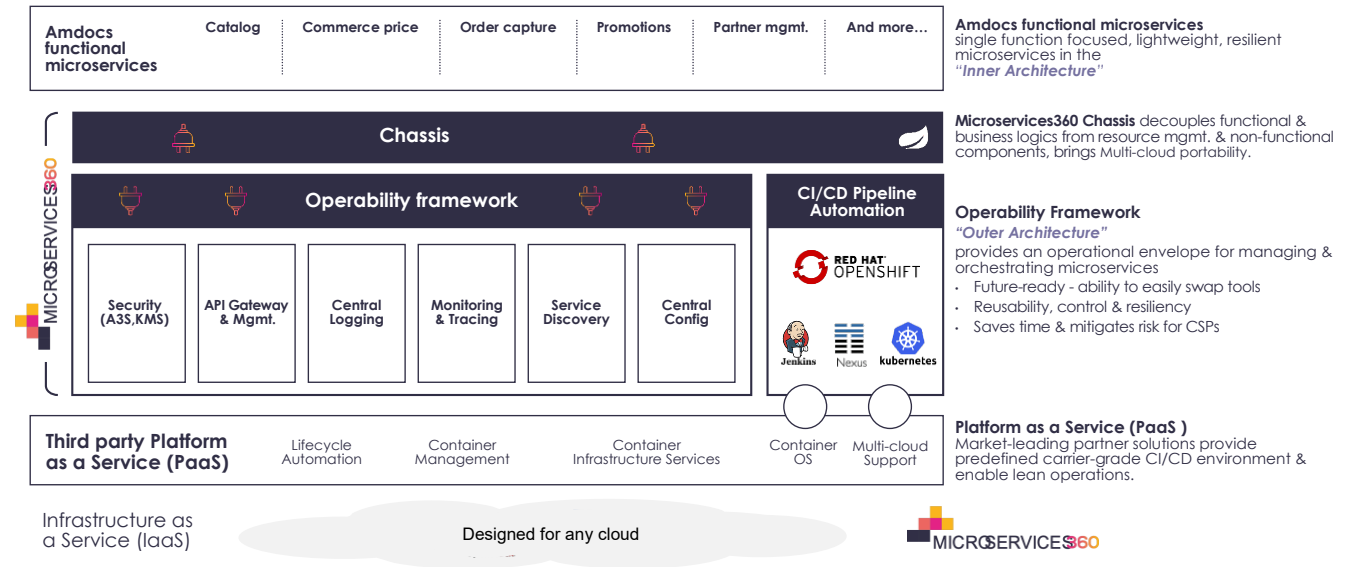 Amdocs
functional
microservices
Catalog
Commerce price
Order capture
Promotions
Partner mgmt.
And more…
Amdocs functional microservices
single function focused, lightweight, resilient
microservices in the
“Inner Architecture”
MICROSERVICES360
Chassis
Microservices360 Chassis decouples functional &
business logics from resource mgmt. & non-functional
components, brings Multi-cloud portability.
Operability framework
CI/CD Pipeline
Automation
Security
(A3S,KMS)
API Gateway
& Mgmt.
Central
Logging
Monitoring
& Tracing
Service
Discovery
Central
Config
RED HAT
OPENSHIFT
Jenkins
Nexus
kubernetes
Operability Framework
“Outer Architecture”
provides an operational envelope for managing &
orchestrating microservices
• Future-ready - ability to easily swap tools
• Reusability, control & resiliency
• Saves time & mitigates risk for CSPs
Third party Platform
as a Service (PaaS)
Lifecycle
Automation
Container
Management
Container
Infrastructure Services
Container
OS
Multi-cloud
Support
Platform as a Service (PaaS )
Market-leading partner solutions provide
predefined carrier-grade CI/CD environment &
enable lean operations.
Infrastructure as
a Service (IaaS)
Designed for any cloud
MICROSERVICES360